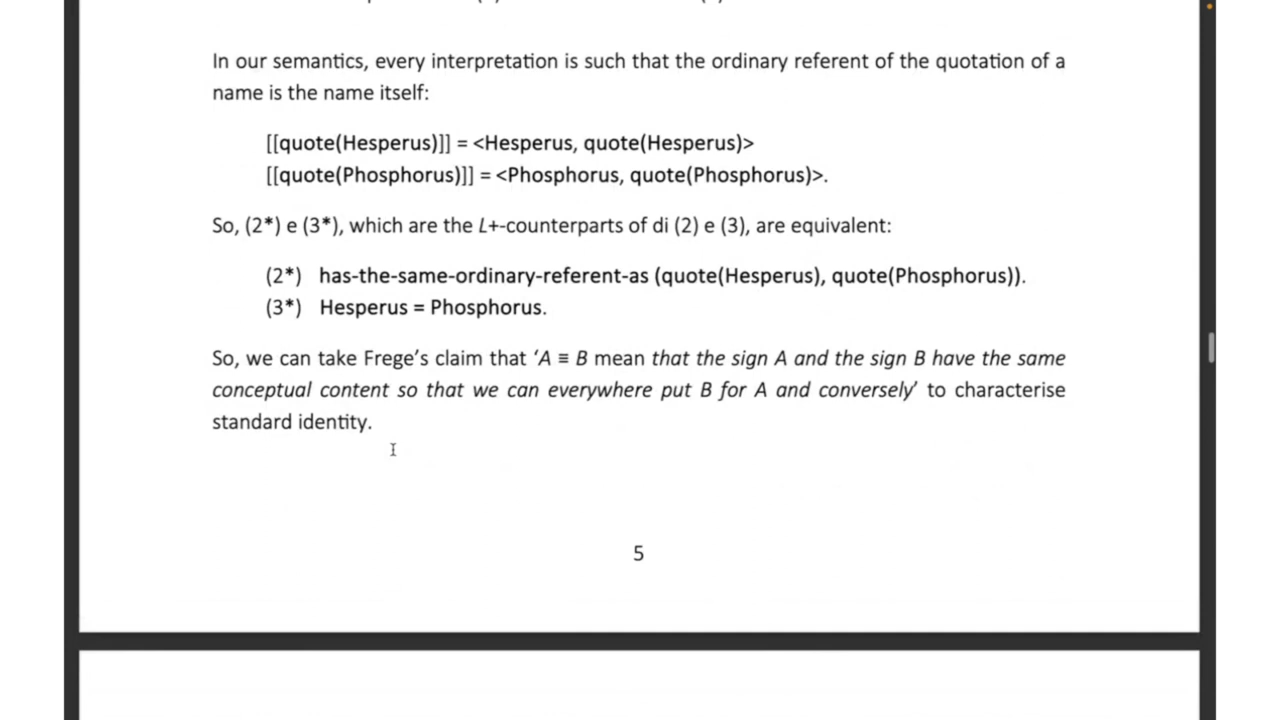 In our semantics, every interpretation is such that the ordinary referent of the quotation of a
name is the name itself:
[[quote(Hesperus)]] = <Hesperus, quote(Hesperus)>
[[quote(Phosphorus)]] = <Phosphorus, quote(Phosphorus)>.
So, (2*) e (3*), which are the L+-counterparts of di (2) e (3), are equivalent:
(2*) has-the-same-ordinary-referent-as (quote(Hesperus), quote(Phosphorus)).
(3*) Hesperus = Phosphorus.
So, we can take Frege's claim that ‘A ≡ B mean that the sign A and the sign B have the same
conceptual content so that we can everywhere put B for A and conversely’ to characterise
standard identity.
5